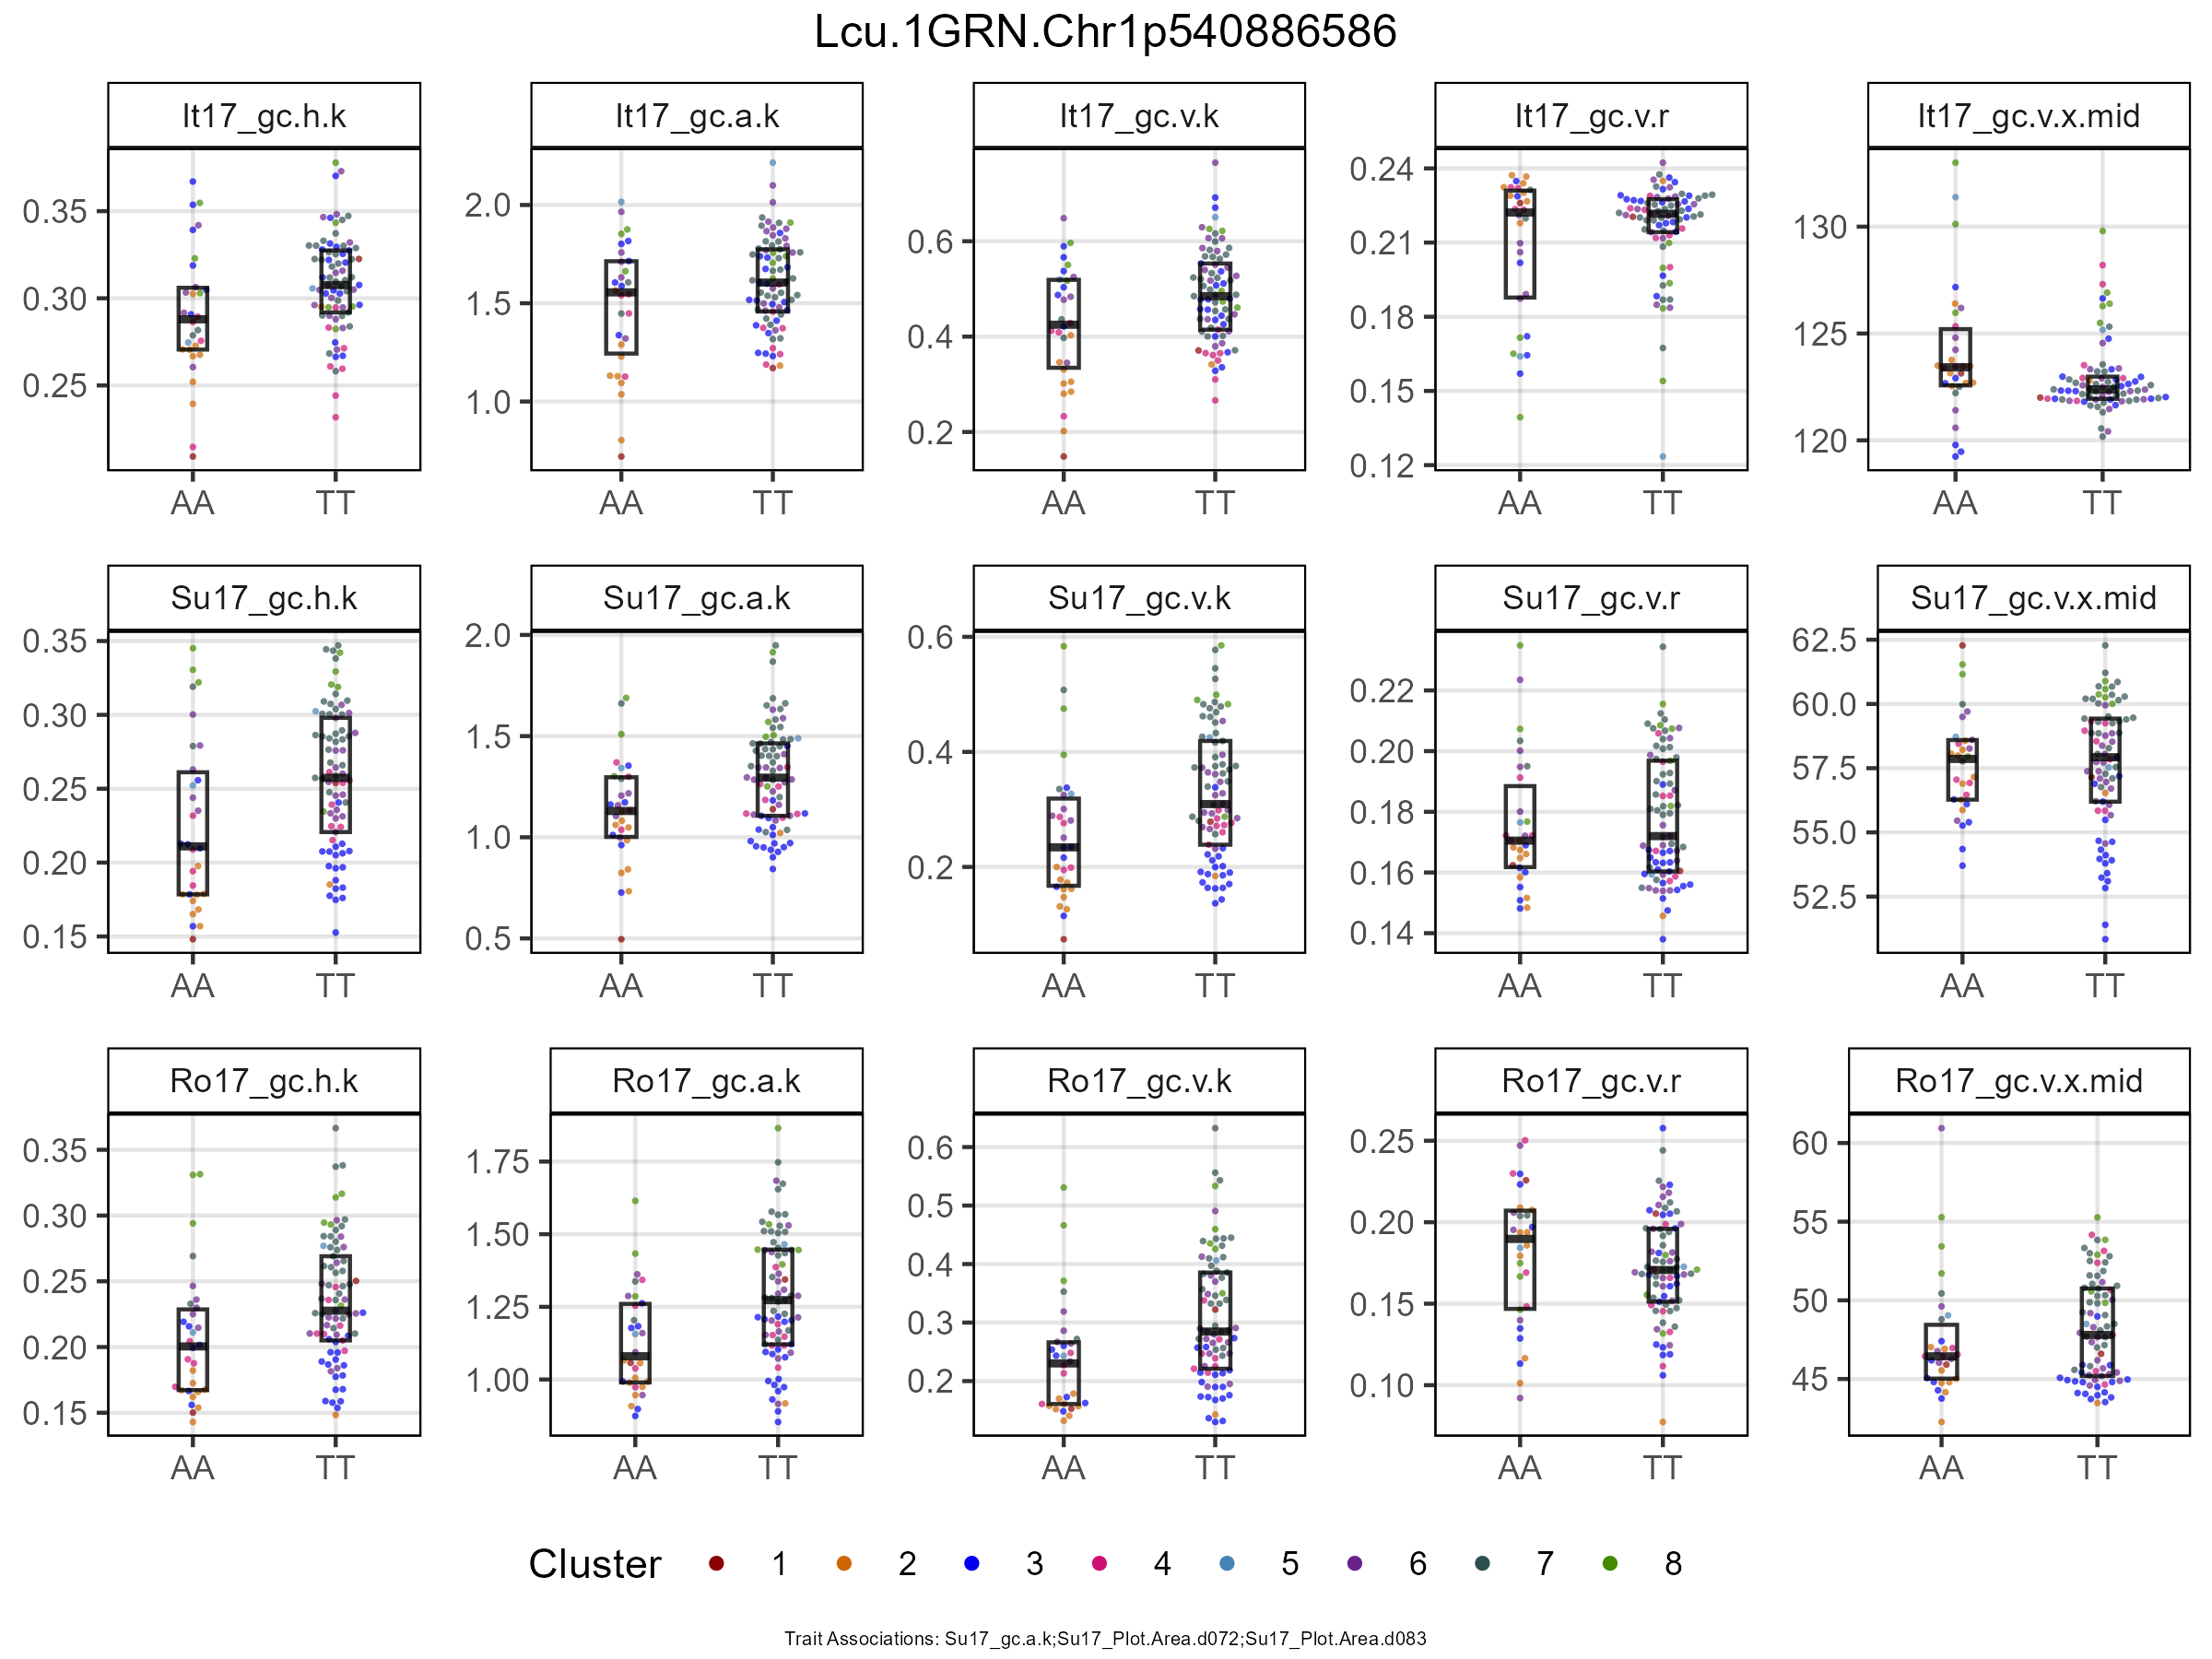 Lcu.1GRN.Chr1p540886586
It17_gc.h.k
It17_gc.a.k
It17_gc.v.k
It17_gc.v.r
It17_gc.v.x.mid
0.35
0.30
0.25
AA TT
2.0
1.5
1.0
AA TT
0.6
0.4
0.2
AA TT
0.24
0.21
0.18
0.15
0.12
AA TT
130
125
120
AA TT
Su17_gc.h.k
Su17_gc.a.k
Su17_gc.v.k
Su17_gc.v.r
Su17_gc.v.x.mid
0.35
0.30
0.25
0.20
0.15
AA TT
2.0
1.5
1.0
0.5
AA TT
0.6
0.4
0.2
AA TT
0.22
0.20
0.18
0.16
0.14
AA TT
62.5
60.0
57.5
55.0
52.5
AA TT
Ro17_gc.h.k
Ro17_gc.a.k
Ro17_gc.v.k
Ro17_gc.v.r
Ro17_gc.v.x.mid
0.35
0.30
0.25
0.20
0.15
AA TT
1.75
1.50
1.25
1.00
AA TT
0.6
0.5
0.4
0.3
0.2
AA TT
0.25
0.20
0.15
0.10
AA TT
60
55
50
45
AA TT
Cluster 1 2 3 4 5 6 7 8
Trait Associations: Su17_gc.a.k;Su17_Plot.Area.d072;Su17_Plot.Area.d083